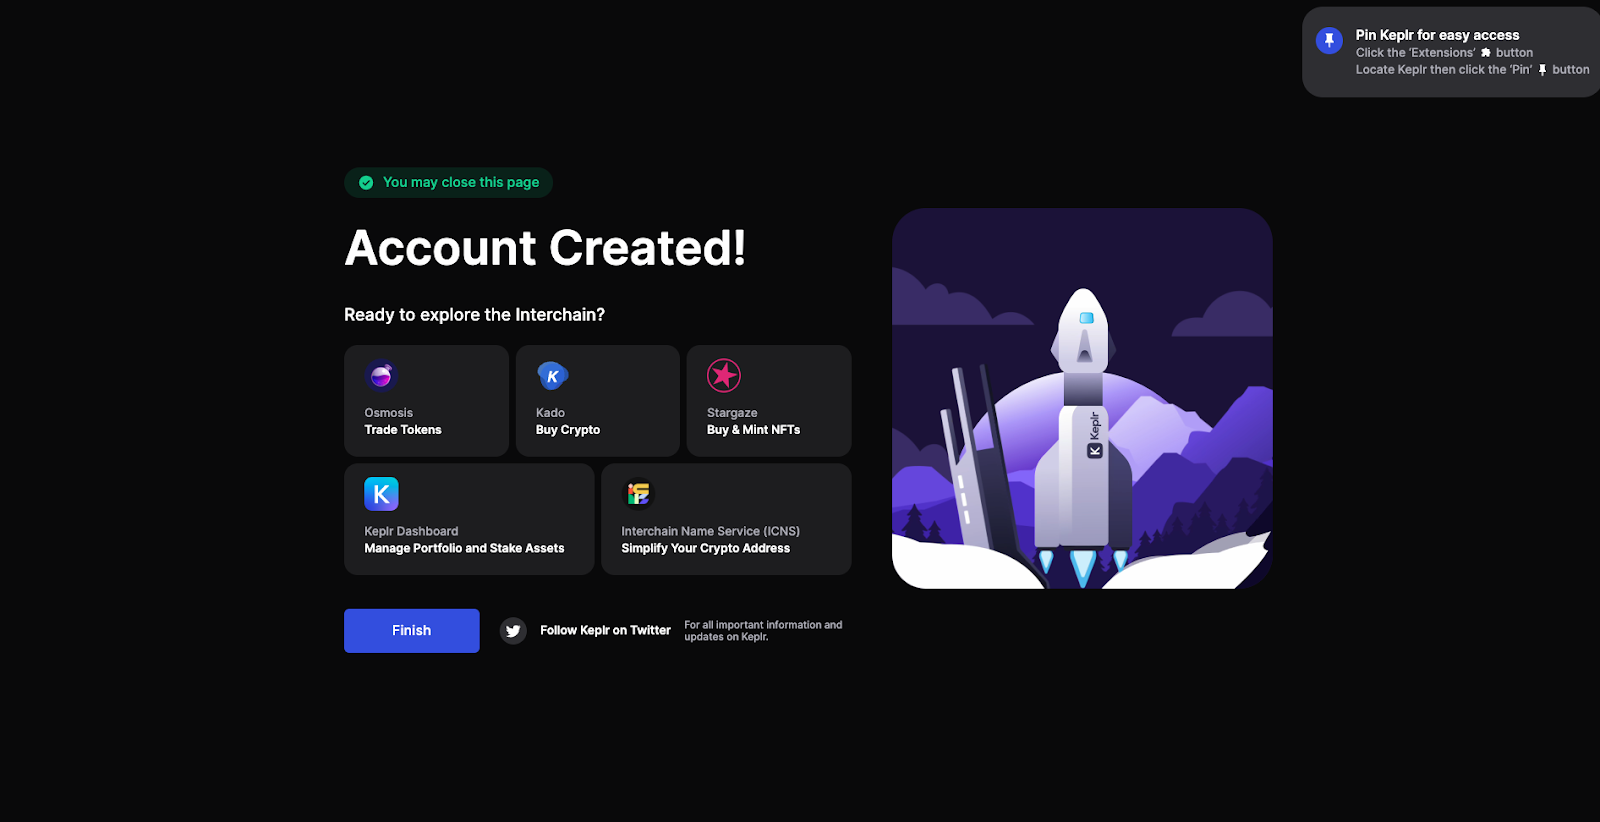 Pin Keplr for easy access
Click the ‘Extensions’ button
Locate Keplr then click the ‘Pin’ button
You may close this page
Account Created!
Ready to explore the Interchain?
Osmosis
Trade Tokens
K
Kado
Buy Crypto
Stargaze
Buy & Mint NFTs
K
Keplr Dashboard
Manage Portfolio and Stake Assets
Interchain Name Service (ICNS)
Simplify Your Crypto Address
K Keplr
Finish
Follow Keplr on Twitter
For all important information and
updates on Keplr.